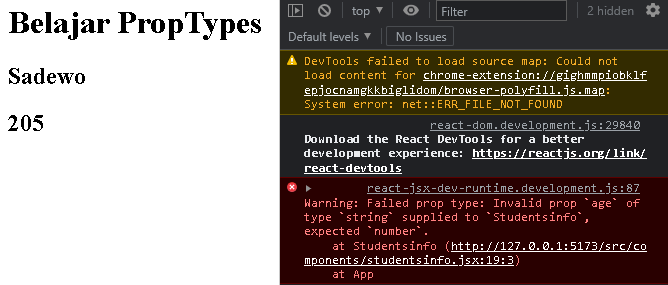 Belajar PropTypes
Sadewo
205
top
Filter
2 hidden
Default levels
No Issues
DevTools failed to load source map: Could not
load content for chrome-extension://gighmmpiobklf
epjocnamgkkbiglidom/browser-polyfill.js.map:
System error: net::ERR_FILE_NOT_FOUND
react-dom.development.js:29840
Download the React DevTools for a better
development experience: https://reactjs.org/link/
react-devtools
react-jsx-dev-runtime.development.js:87
Warning: Failed prop type: Invalid prop `age` of
type `string` supplied to `Studentsinfo`,
expected `number`.
at Studentsinfo (http://127.0.0.1:5173/src/co
mponents/studentsinfo.jsx:19:3)
at App